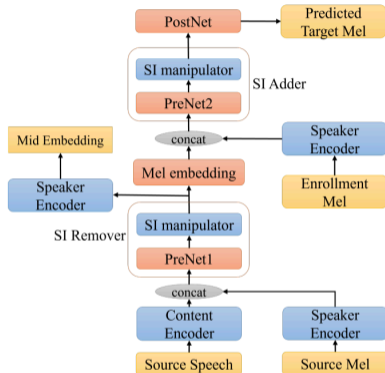 PostNet
Predicted
Target Mel
SI manipulator
SI Adder
PreNet2
concat
Speaker
Encoder
Mid Embedding
Mel embedding
Enrollment
Mel
Speaker
Encoder
SI Remover
SI manipulator
PreNet1
concat
Content
Encoder
Speaker
Encoder
Source Speech
Source Mel